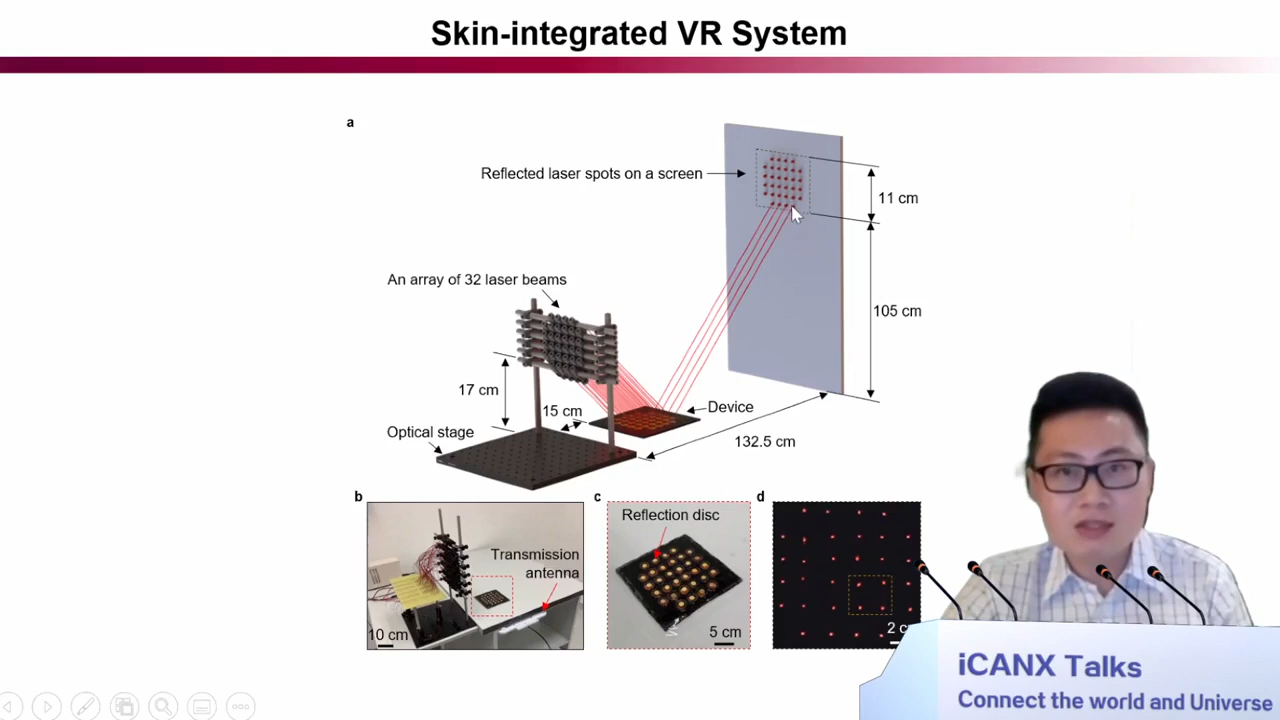 Skin-integrated VR System
a
Reflected laser spots on a screen
11 cm
An array of 32 laser beams
105 cm
17 cm
15 cm
Device
Optical stage
132.5 cm
b
c
d
Transmission
antenna
10 cm
Reflection disc
5 cm
2
iCANX Talks
Connect the world and Universe